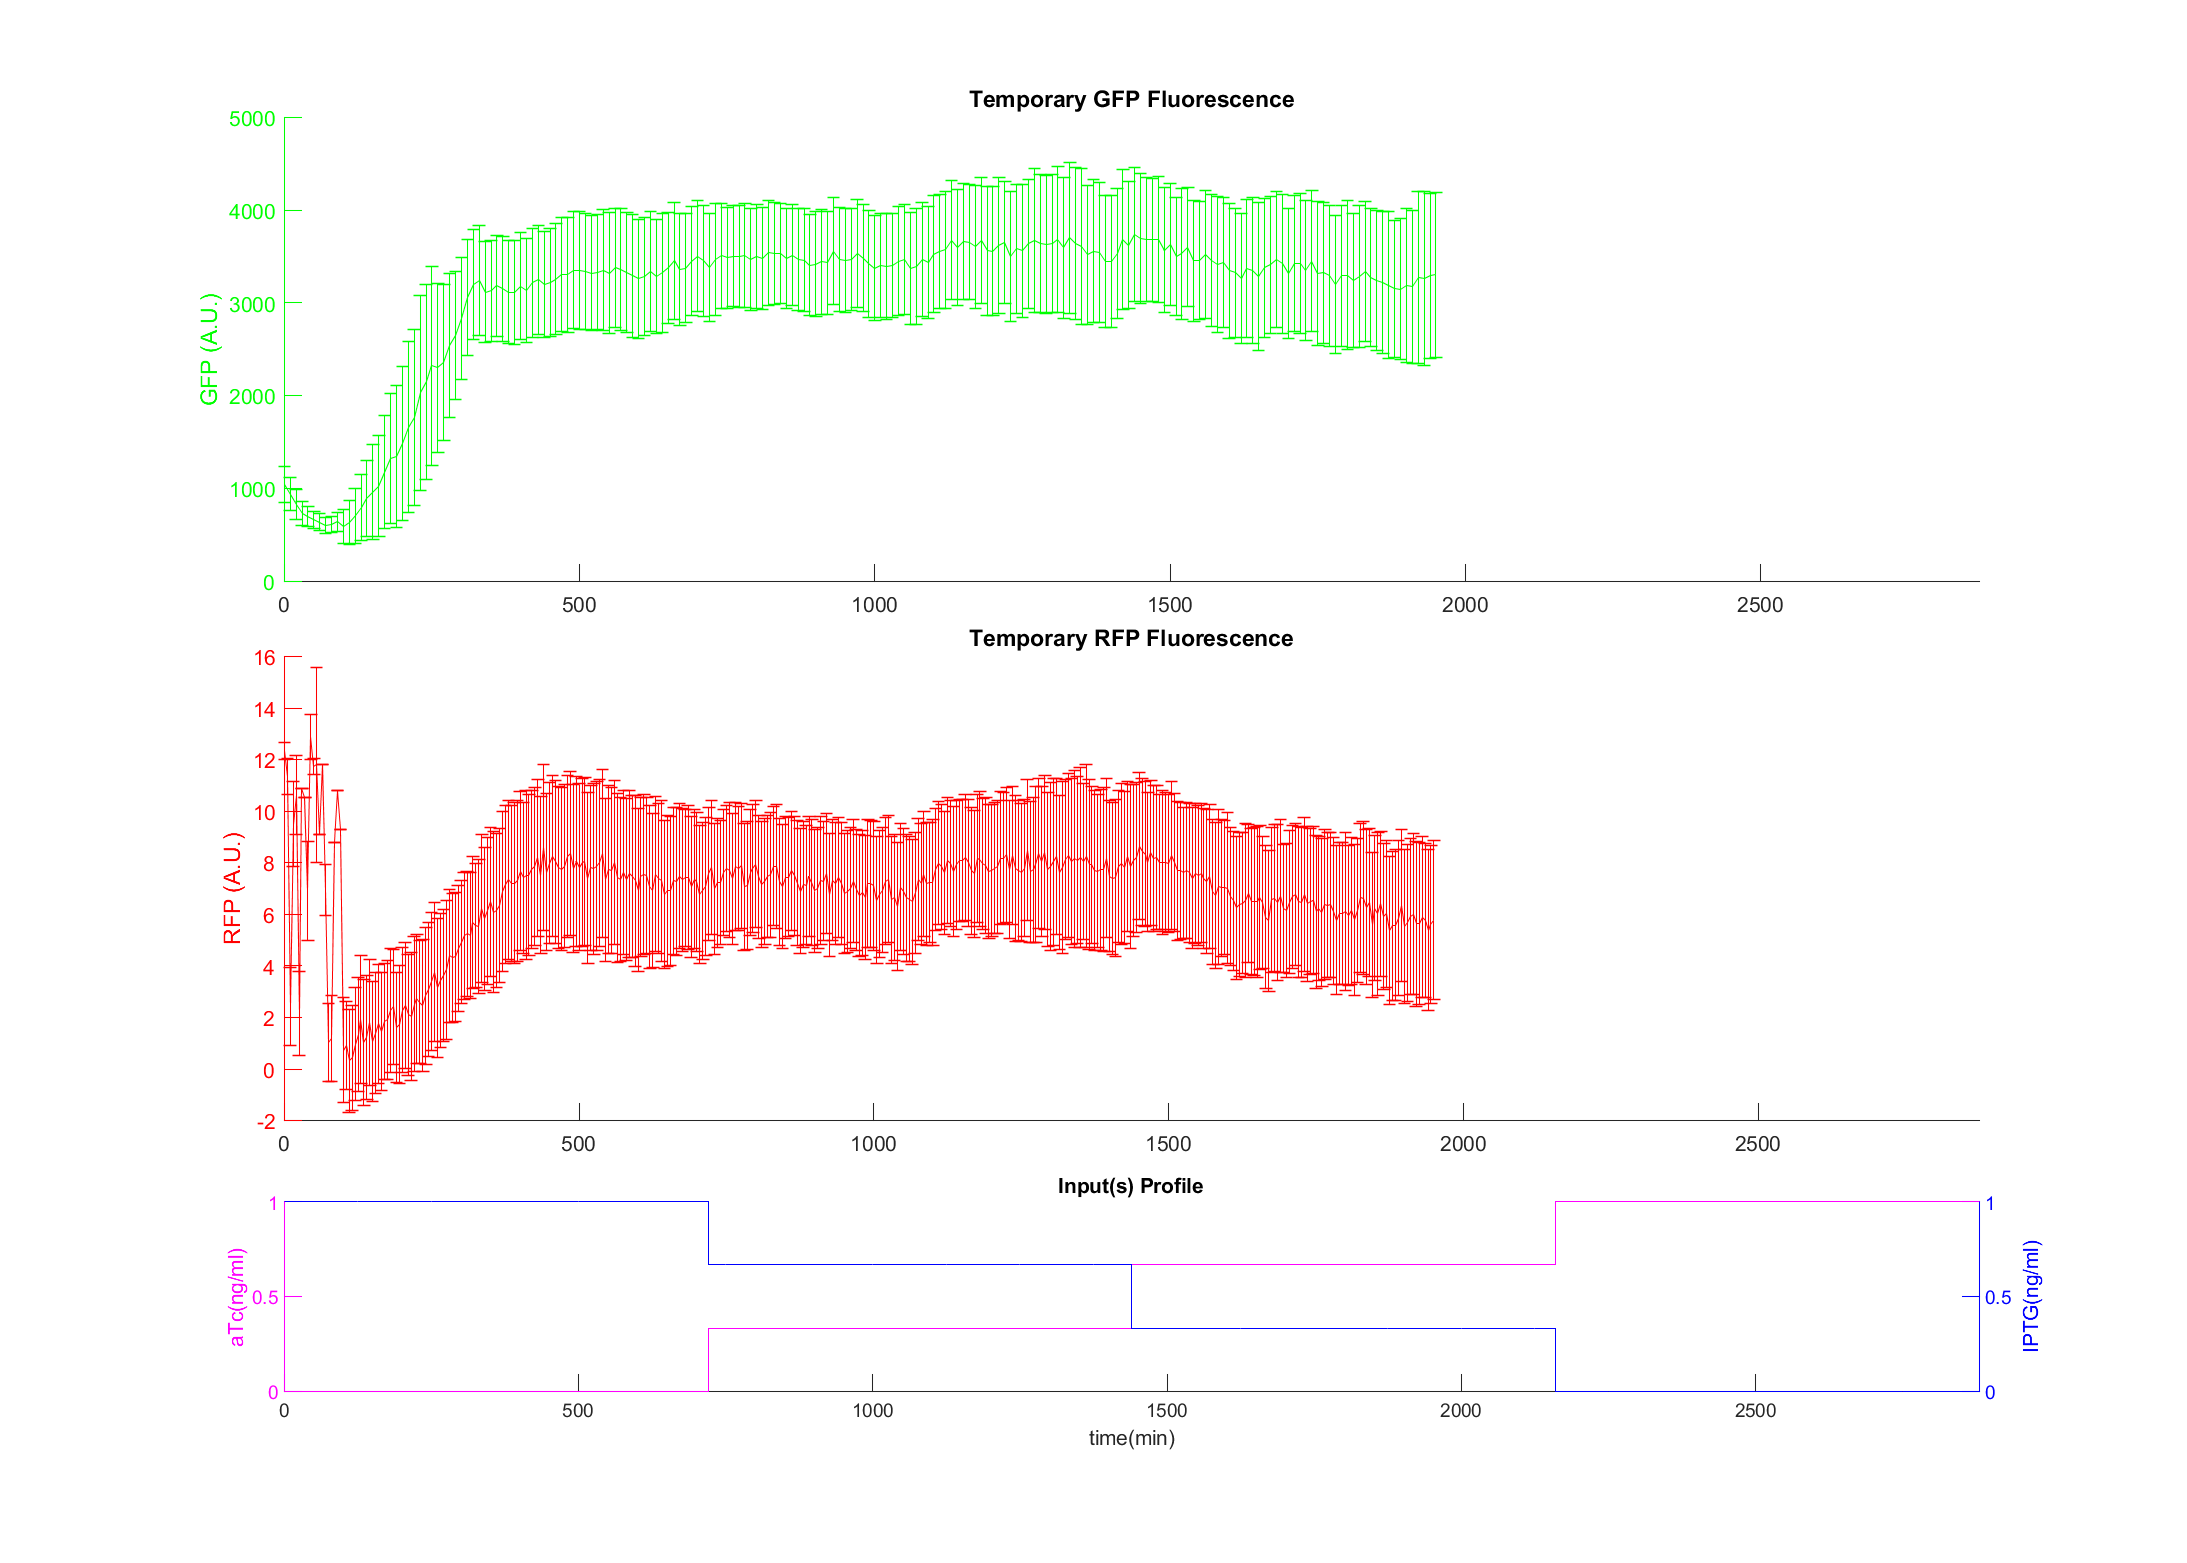 Temporary GFP Fluorescence
5000
4000
3000
2000
1000
0
GFP (A.U.)
0 500 1000 1500 2000 2500
Temporary RFP Fluorescence
16
14
12
10
8
6
4
2
0
-2
RFP (A.U.)
0 500 1000 1500 2000 2500
Input(s) Profile
1
0.5
0
aTc(ng/ml)
1
0.5
0
IPTG(ng/ml)
0 500 1000 1500 2000 2500
time(min)